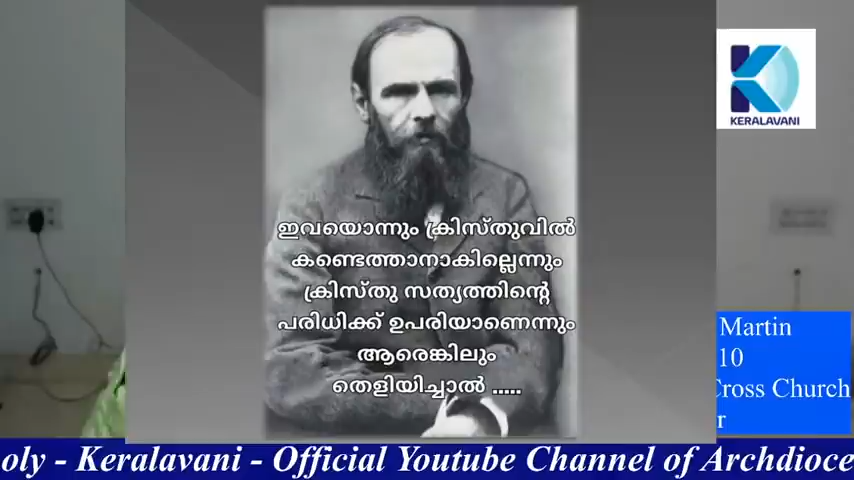 KERALAVANI
ഇവയൊന്നും ക്രിസ്തുവിൽ
കണ്ടെത്താനാകില്ലെന്നും
ക്രിസ്തു സത്യത്തിന്റെ
പരിധിക്ക് ഉപരിയാണെന്നും
ആരെങ്കിലും
തെളിയിച്ചാൽ .....
Martin
10
Cross Church
r
oly - Keralavani - Official Youtube Channel of Archdioce